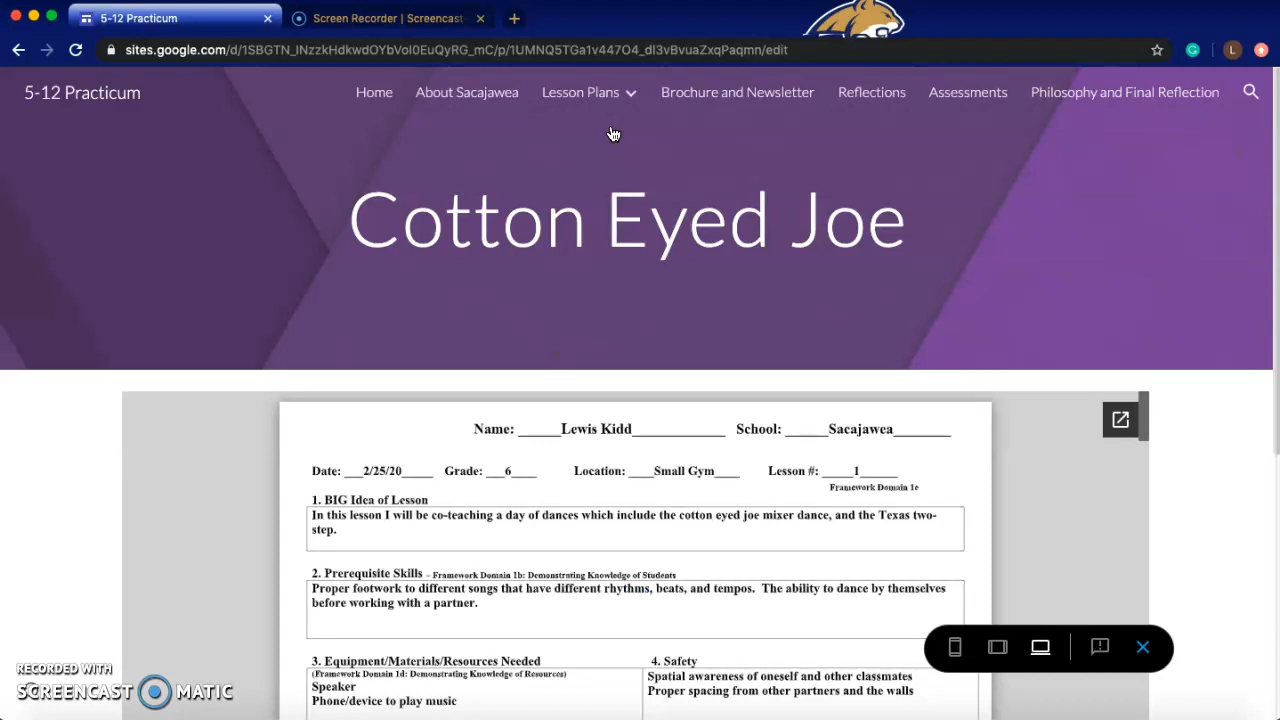 5-12 Practicum
Screen Recorder | Screencast-
sites.google.com/d/1SBGTN_INzzkHdkwdOYbVoI0EuQyRG_mC/p/1UMNQ5TGa1v447O4_dl3vBvuaZxqPaqmn/edit
L
5-12 Practicum
Home About Sacajawea Lesson Plans Brochure and Newsletter Reflections Assessments Philosophy and Final Reflection
Cotton Eyed Joe
Name: ______Lewis Kidd_____________ School: ______Sacajawea________
Date: ___2/25/20_____ Grade: ___6____ Location: ____Small Gym____ Lesson #: _____1______
Framework Domain 1e
1. BIG Idea of Lesson
In this lesson I will be co-teaching a day of dances which include the cotton eyed joe mixer dance, and the Texas two-
step.
2. Prerequisite Skills – Framework Domain 1b: Demonstrating Knowledge of Students
Proper footwork to different songs that have different rhythms, beats, and tempos. The ability to dance by themselves
before working with a partner.
3. Equipment/Materials/Resources Needed
(Framework Domain 1d: Demonstrating Knowledge of Resources)
Speaker
Phone/device to play music
4. Safety
Spatial awareness of oneself and other classmates
Proper spacing from other partners and the walls
RECORDED WITH
SCREENCAST MATIC